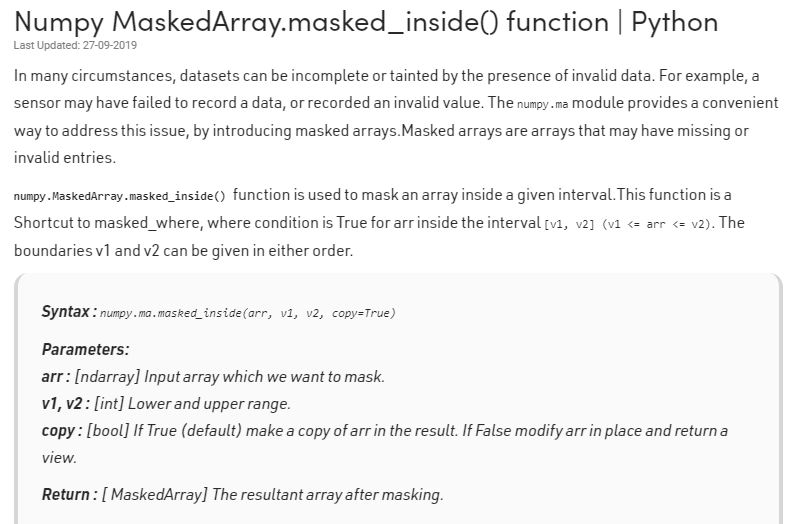 Numpy MaskedArray.masked_inside() function | Python
Last Updated: 27-09-2019
In many circumstances, datasets can be incomplete or tainted by the presence of invalid data. For example, a
sensor may have failed to record a data, or recorded an invalid value. The numpy.ma module provides a convenient
way to address this issue, by introducing masked arrays.Masked arrays are arrays that may have missing or
invalid entries.
numpy.MaskedArray.masked_inside() function is used to mask an array inside a given interval.This function is a
Shortcut to masked_where, where condition is True for arr inside the interval [v1, v2] (v1 <= arr <= v2). The
boundaries v1 and v2 can be given in either order.
Syntax : numpy.ma.masked_inside(arr, v1, v2, copy=True)
Parameters:
arr : [ndarray] Input array which we want to mask.
v1, v2 : [int] Lower and upper range.
copy : [bool] If True (default) make a copy of arr in the result. If False modify arr in place and return a
view.
Return : [ MaskedArray] The resultant array after masking.